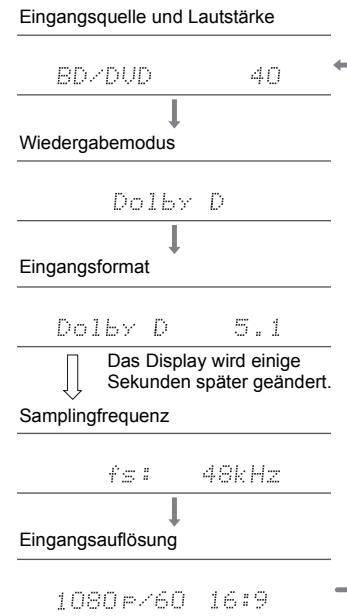 Eingangsquelle und Lautstärke
BD/DVD 40
Wiedergabemodus
Dolby D
Eingangsformat
Dolby D 5.1
Das Display wird einige
Sekunden später geändert.
Samplingfrequenz
fs: 48kHz
Eingangsauflösung
1080p/60 16:9